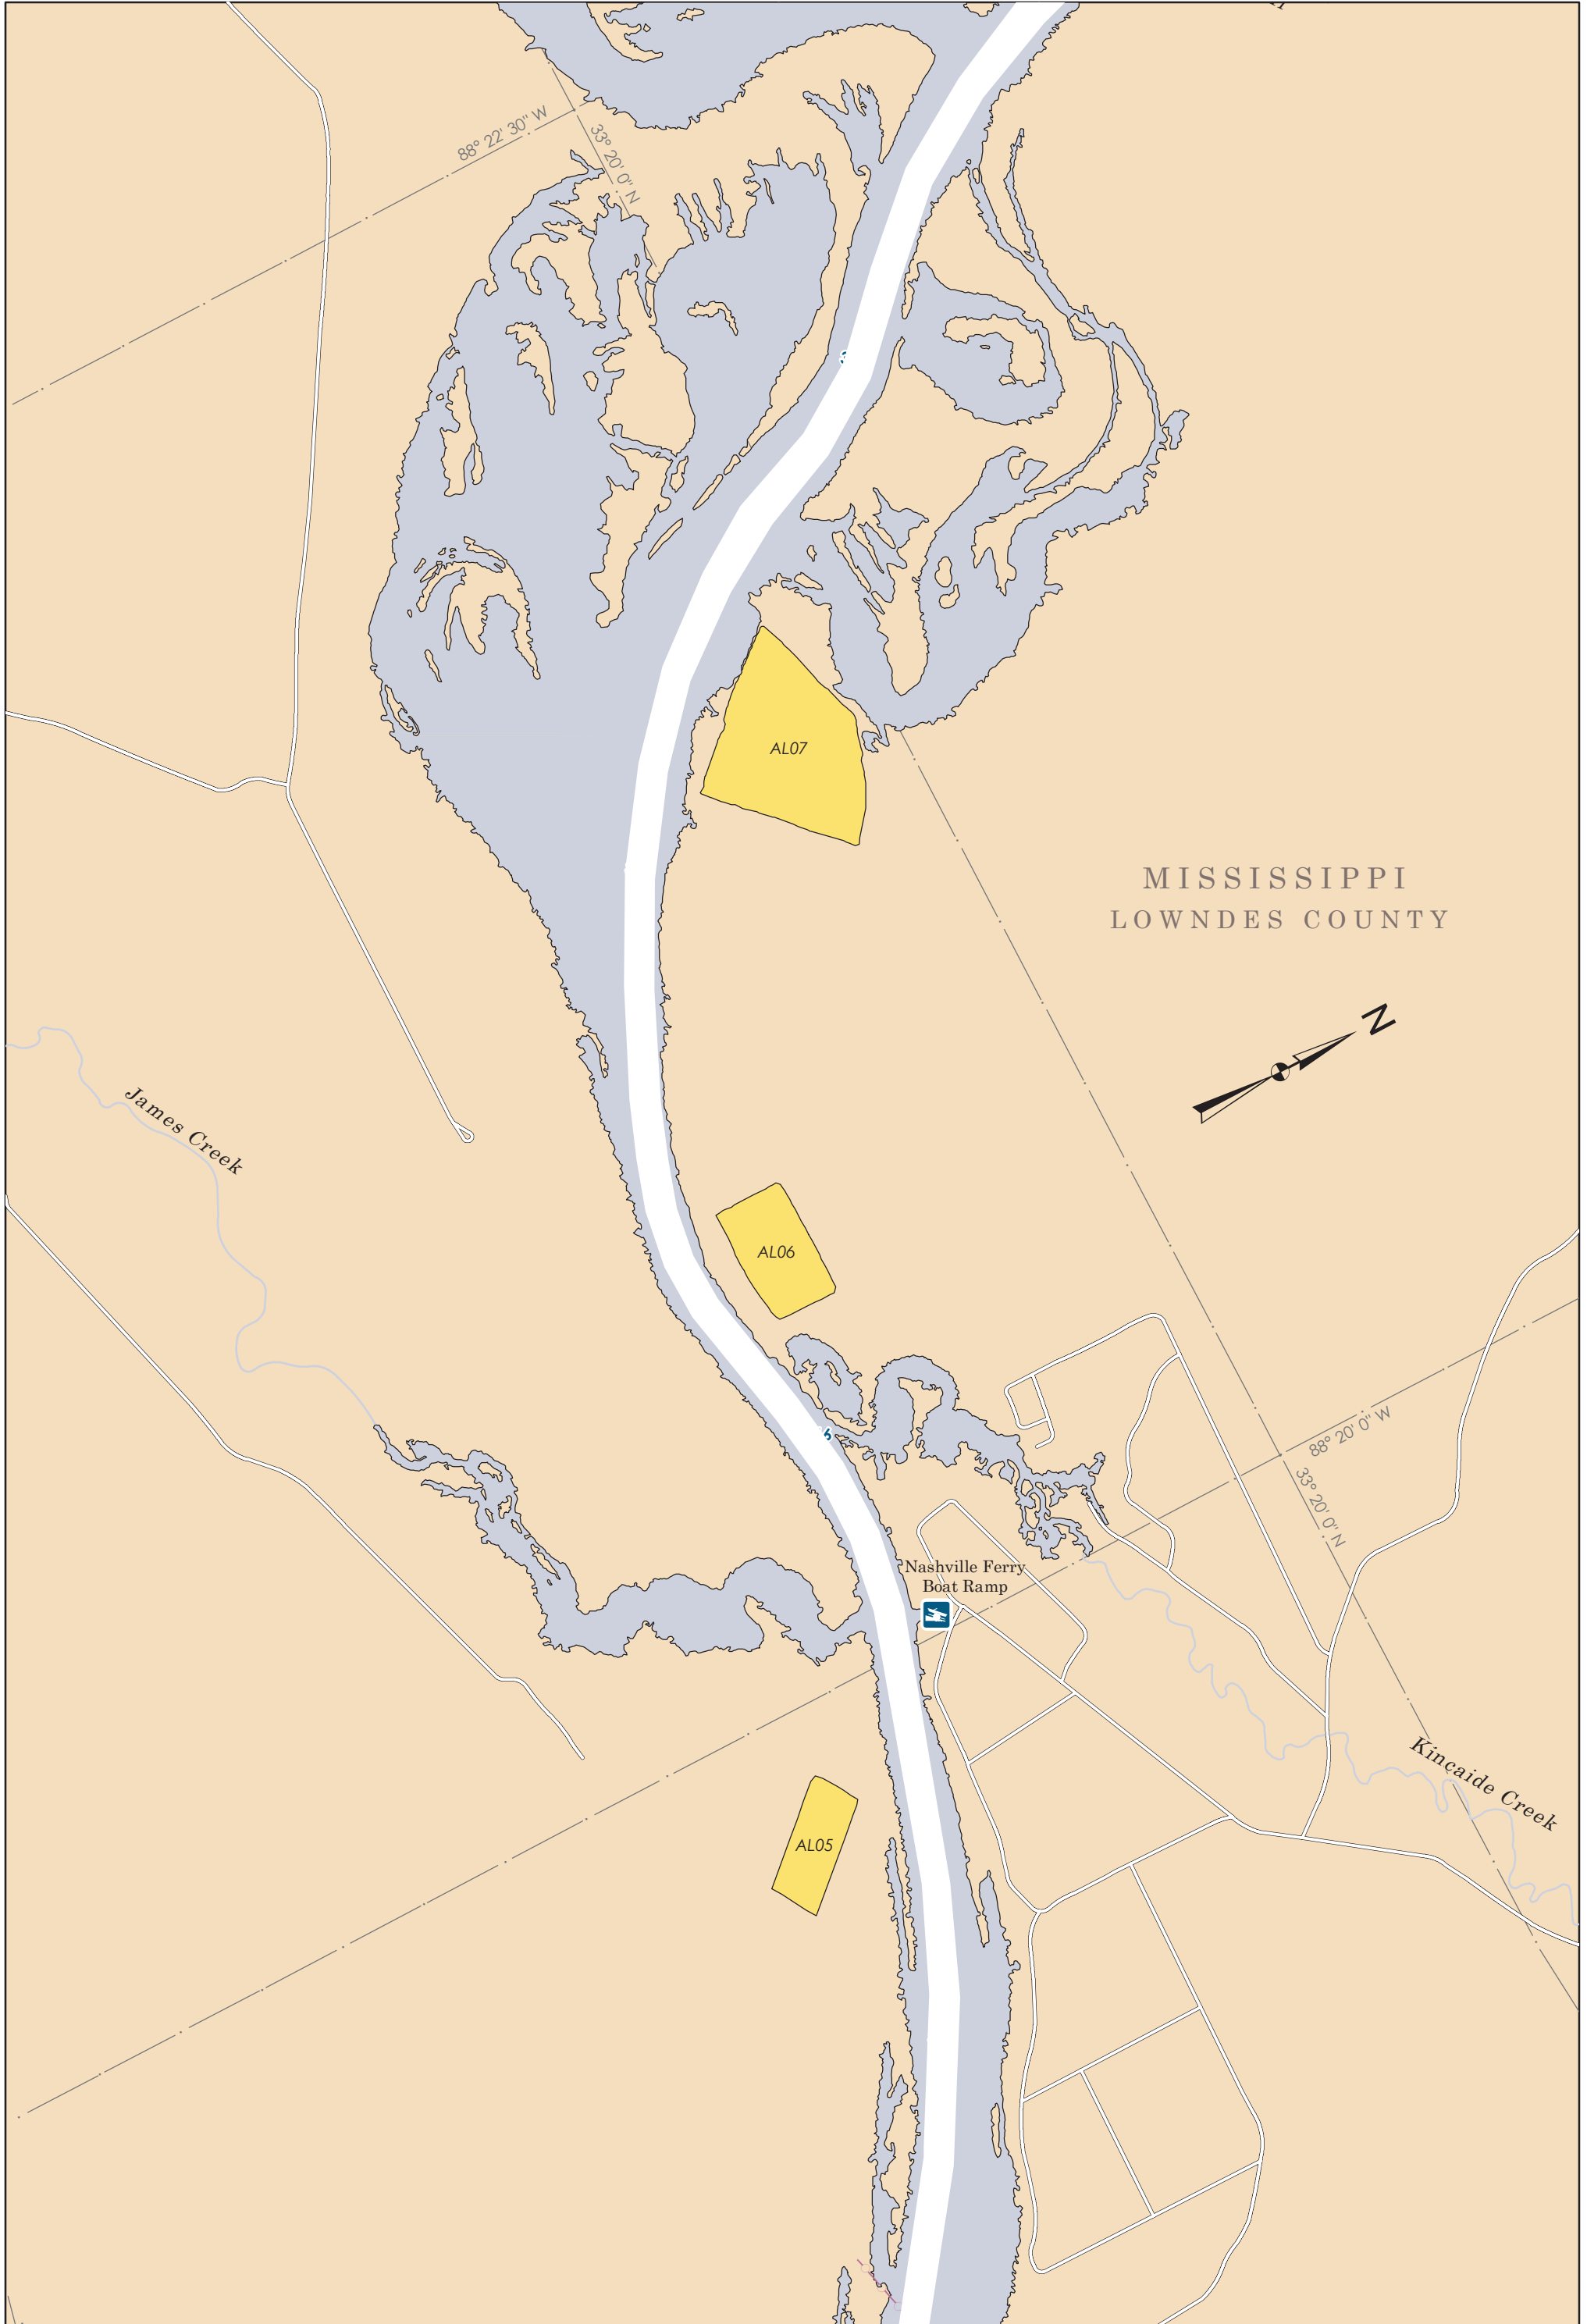 88° 22' 30" W
33° 20' 0" N
AL07
MISSISSIPPI
LOWNDES COUNTY
N
James Creek
AL06
88° 20' 0" W
33° 20' 0" N
Nashville Ferry
Boat Ramp
Kincaide Creek
AL05